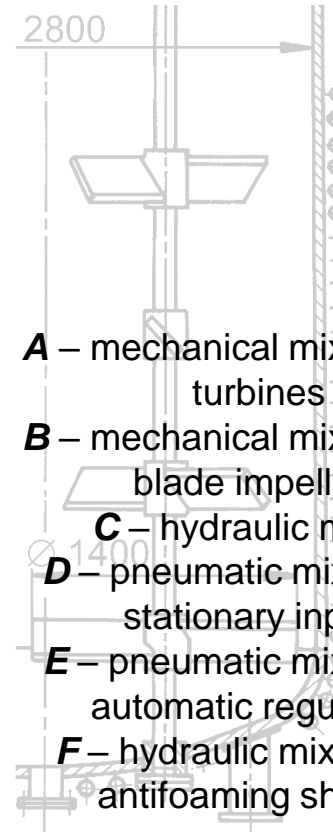 2800
A – mechanical mix
turbines
B – mechanical mix
blade impell
C – hydraulic m
Ø 1400
D – pneumatic mix
stationary inp
E – pneumatic mix
automatic regu
F – hydraulic mix
antifoaming sh